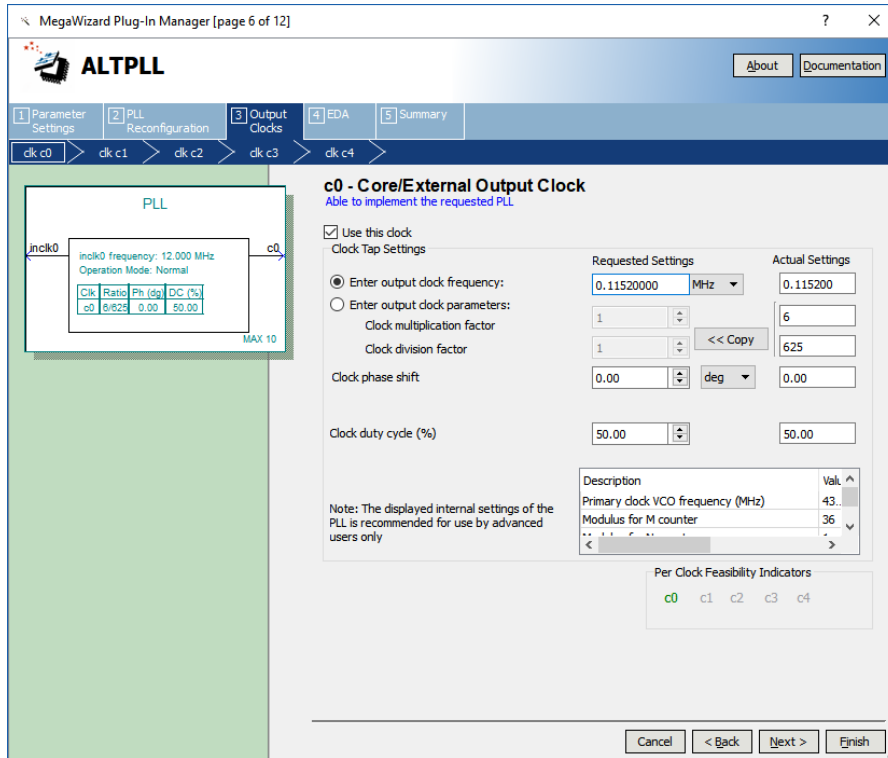 MegaWizard Plug-In Manager [page 6 of 12]
? X
ALTPLL
About Documentation
1 Parameter Settings 2 PLL Reconfiguration 3 Output Clocks 4 EDA 5 Summary
clk c0 clk c1 clk c2 clk c3 clk c4
PLL
inclk0 c0
inclk0 frequency: 12.000 MHz
Operation Mode: Normal
Clk Ratio Ph (dg) DC (%)
c0 6/625 0.00 50.00
MAX 10
c0 - Core/External Output Clock
Able to implement the requested PLL
Use this clock
Clock Tap Settings
Requested Settings Actual Settings
Enter output clock frequency: 0.11520000 MHz 0.115200
Enter output clock parameters:
Clock multiplication factor 1 6
<< Copy
Clock division factor 1 625
Clock phase shift 0.00 deg 0.00
Clock duty cycle (%) 50.00 50.00
Note: The displayed internal settings of the
PLL is recommended for use by advanced
users only
Description
Primary clock VCO frequency (MHz) 43...
Modulus for M counter 36
Per Clock Feasibility Indicators
c0 c1 c2 c3 c4
Cancel < Back Next > Finish